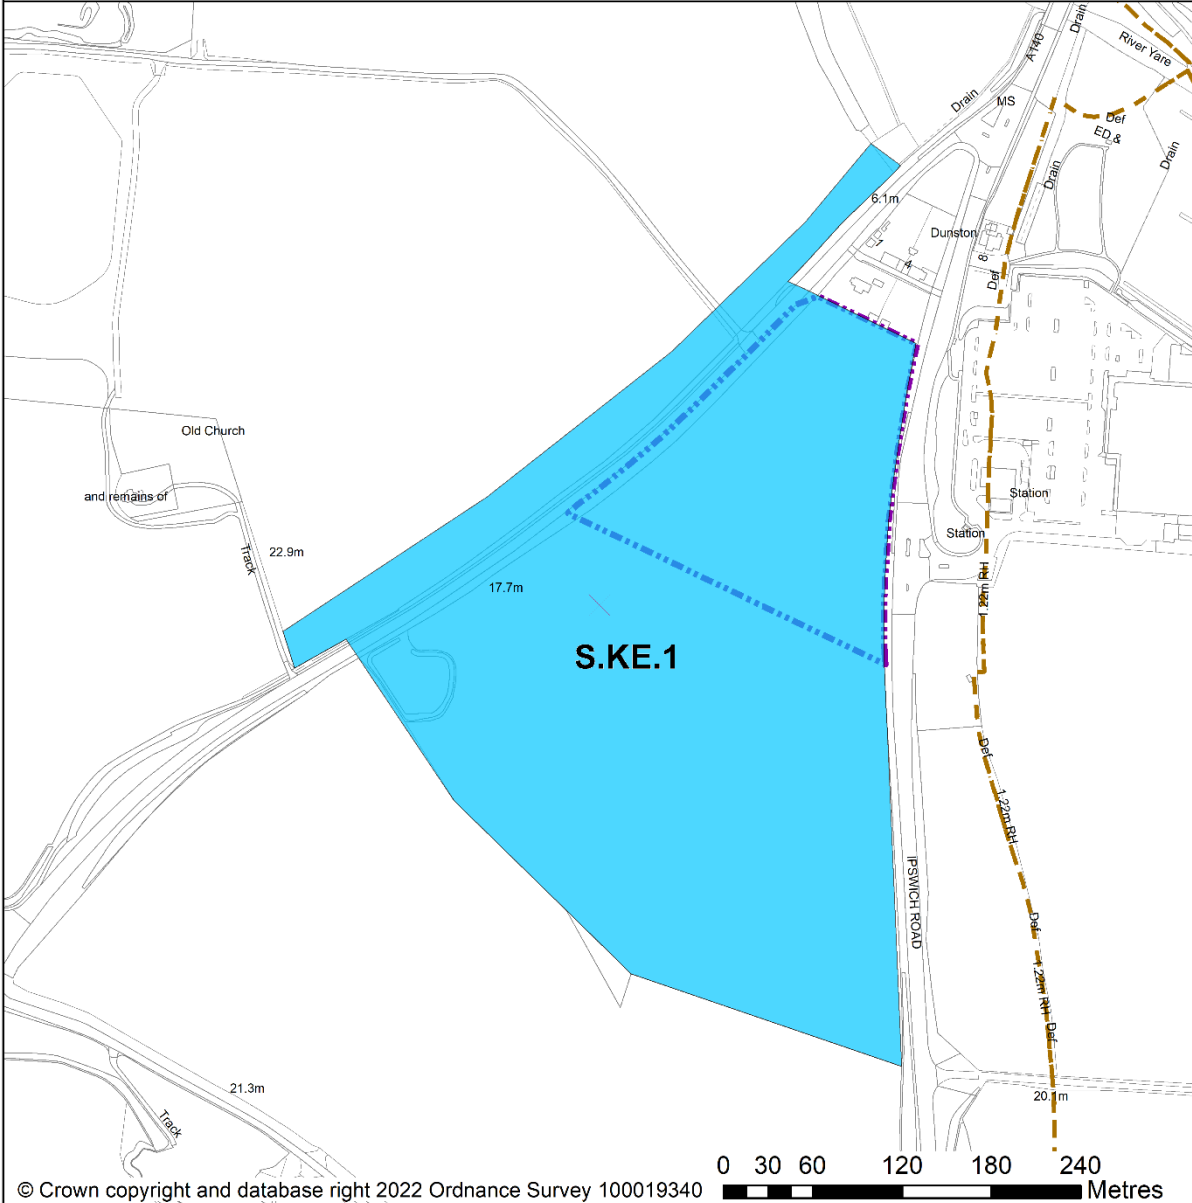 Drain
A140
River Yare
Drain
MS
Def
ED &
Drain
Drain
6.1m
Dunston
1
4
8
Def
Old Church
and remains of
Station
Station
22.9m
Track
17.7m
1.22m RH
S.KE.1
Def
1.22m RH
IPSWICH ROAD
Def
1.22m RH
Def
21.3m
20.1m
Track
0 30 60 120 180 240
Metres
© Crown copyright and database right 2022 Ordnance Survey 100019340